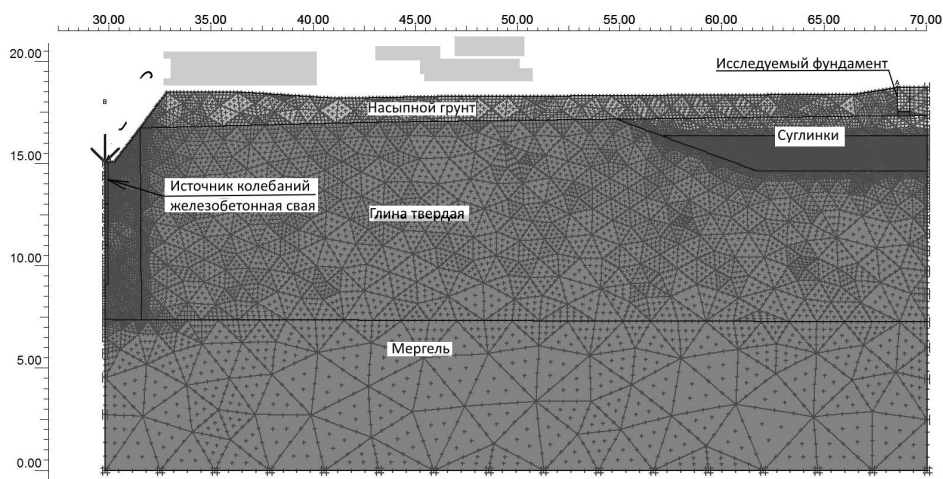 30.00 35.00 40.00 45.00 50.00 55.00 60.00 65.00 70.00
20.00
15.00
10.00
5.00
0.00
Исследуемый фундамент
A
B
Насыпной грунт
Суглинки
Источник колебаний
железобетонная свая
Глина твердая
Мергель